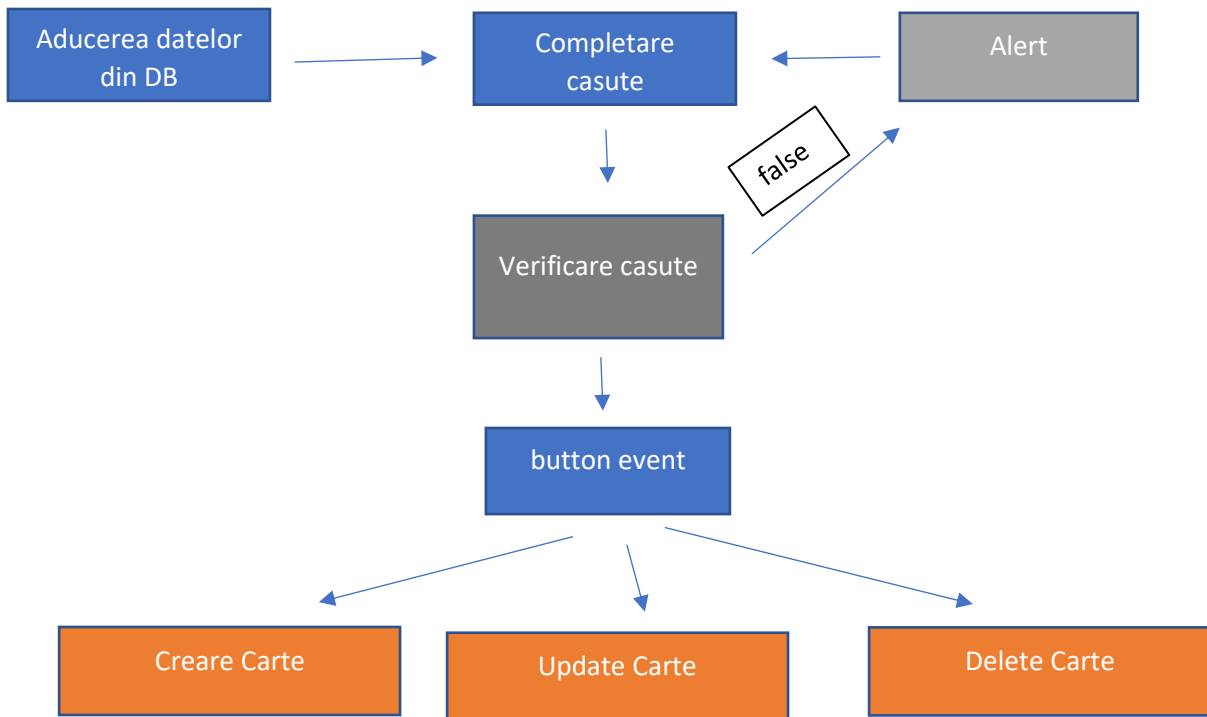 Aducerea datelor
din DB
Completare
casute
Alert
false
Verificare casute
button event
Creare Carte
Update Carte
Delete Carte